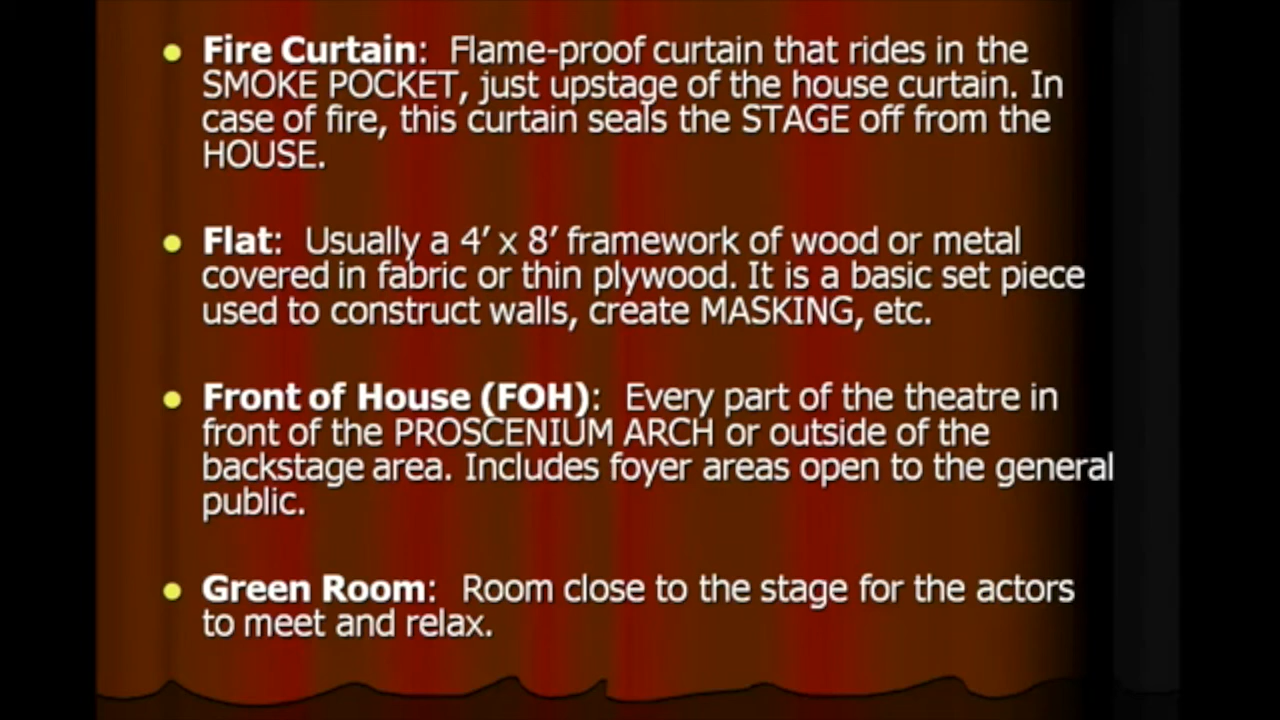 Fire Curtain: Flame-proof curtain that rides in the
SMOKE POCKET, just upstage of the house curtain. In
case of fire, this curtain seals the STAGE off from the
HOUSE.
Flat: Usually a 4’ x 8’ framework of wood or metal
covered in fabric or thin plywood. It is a basic set piece
used to construct walls, create MASKING, etc.
Front of House (FOH): Every part of the theatre in
front of the PROSCENIUM ARCH or outside of the
backstage area. Includes foyer areas open to the general
public.
Green Room: Room close to the stage for the actors
to meet and relax.